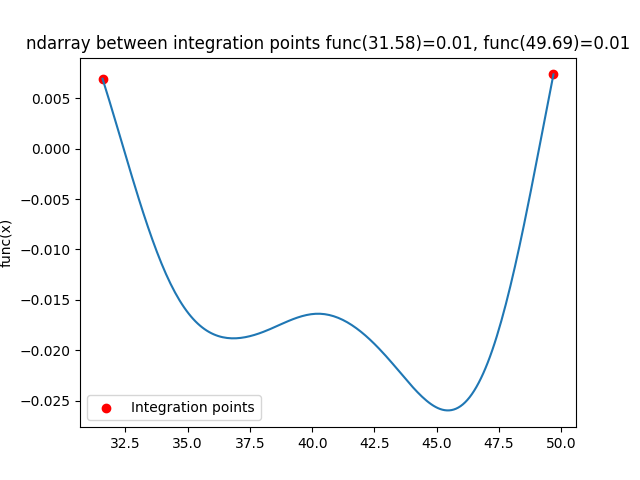 ndarray between integration points func(31.58)=0.01, func(49.69)=0.01
func(x)
0.005
0.000
−0.005
−0.010
−0.015
−0.020
−0.025
Integration points
32.5 35.0 37.5 40.0 42.5 45.0 47.5 50.0